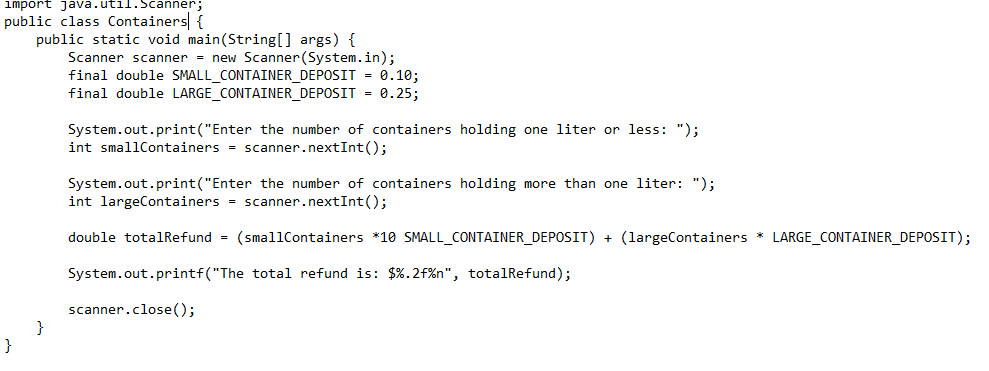 import java.util.Scanner;
public class Containers {
    public static void main(String[] args) {
        Scanner scanner = new Scanner(System.in);
        final double SMALL_CONTAINER_DEPOSIT = 0.10;
        final double LARGE_CONTAINER_DEPOSIT = 0.25;

        System.out.print("Enter the number of containers holding one liter or less: ");
        int smallContainers = scanner.nextInt();

        System.out.print("Enter the number of containers holding more than one liter: ");
        int largeContainers = scanner.nextInt();

        double totalRefund = (smallContainers *10 SMALL_CONTAINER_DEPOSIT) + (largeContainers * LARGE_CONTAINER_DEPOSIT);

        System.out.printf("The total refund is: $%.2f%n", totalRefund);

        scanner.close();
    }
}